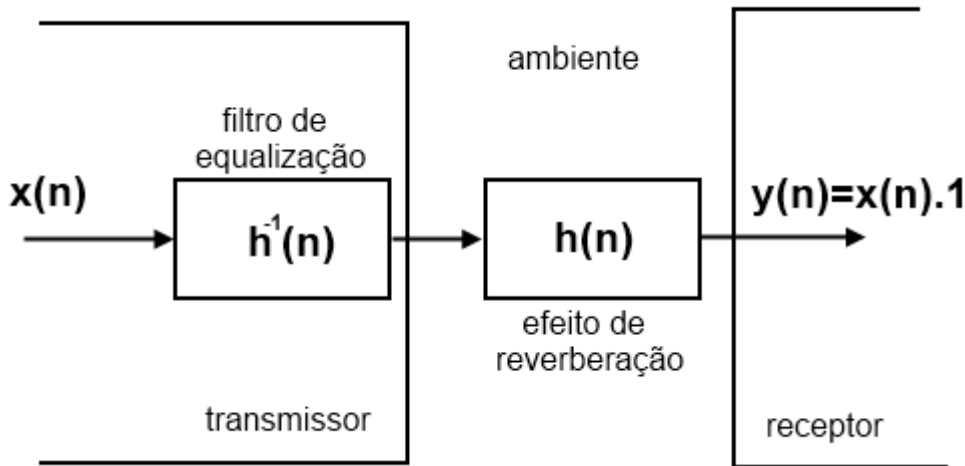 ambiente
filtro de
equalização
x(n)
h⁻¹(n)
h(n)
y(n)=x(n).1
efeito de
reverberação
transmissor
receptor